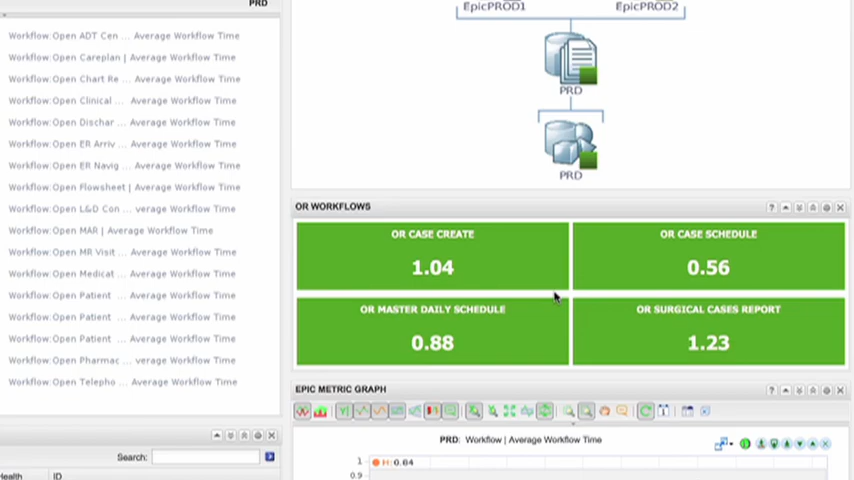 PRD
Workflow:Open ADT Cen ... Average Workflow Time
Workflow:Open Careplan | Average Workflow Time
Workflow:Open Chart Re ... Average Workflow Time
Workflow:Open Clinical ... Average Workflow Time
Workflow:Open Dischar ... Average Workflow Time
Workflow:Open ER Arriv ... Average Workflow Time
Workflow:Open ER Navig ... Average Workflow Time
Workflow:Open Flowsheet | Average Workflow Time
Workflow:Open L&D Con ... verage Workflow Time
Workflow:Open MAR | Average Workflow Time
Workflow:Open MR Visit ... Average Workflow Time
Workflow:Open Medicat ... Average Workflow Time
Workflow:Open Patient ... Average Workflow Time
Workflow:Open Patient ... Average Workflow Time
Workflow:Open Patient ... Average Workflow Time
Workflow:Open Pharmac ... verage Workflow Time
Workflow:Open Telepho ... Average Workflow Time
Search:
Health ID
EpicPROD1 EpicPROD2
PRD
PRD
OR WORKFLOWS
OR CASE CREATE
1.04
OR CASE SCHEDULE
0.56
OR MASTER DAILY SCHEDULE
0.88
OR SURGICAL CASES REPORT
1.23
EPIC METRIC GRAPH
PRD: Workflow | Average Workflow Time
1
H:0.64
0.9